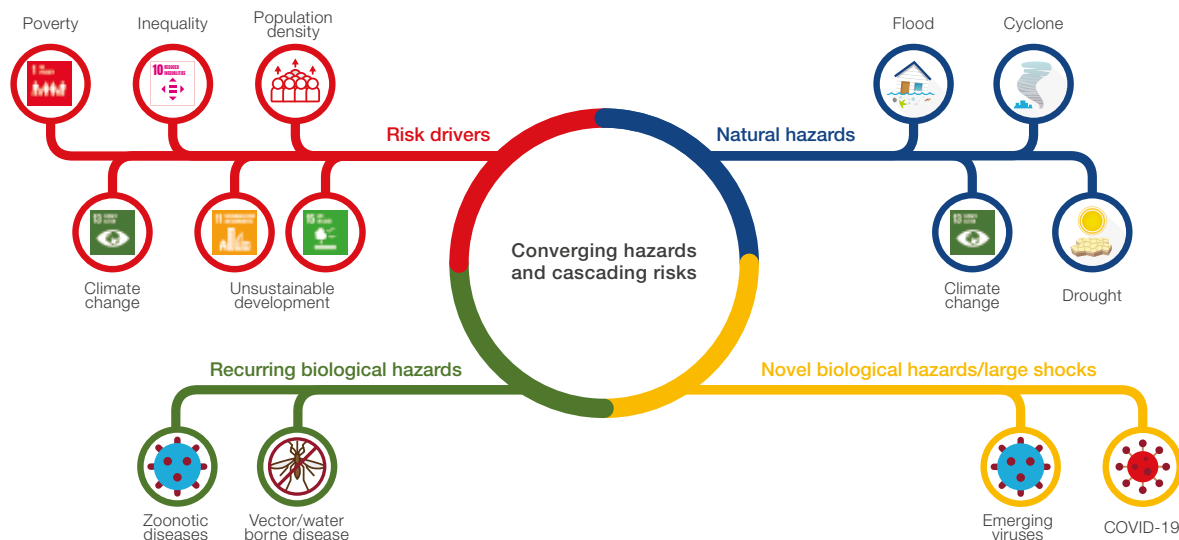 Poverty
Inequality
Population
density
Flood
Cyclone
10 REDUCED
INEQUALITIES
Risk drivers
Natural hazards
Converging hazards
and cascading risks
Climate
change
Unsustainable
development
Climate
change
Drought
Recurring biological hazards
Novel biological hazards/large shocks
Zoonotic
diseases
Vector/water
borne disease
Emerging
viruses
COVID-19